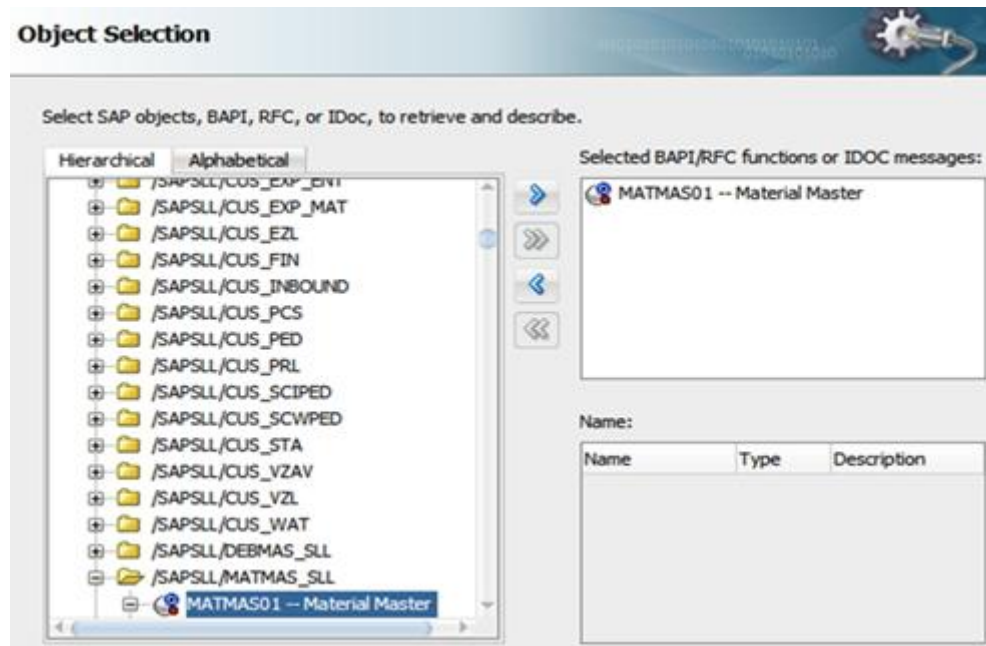 Object Selection
Select SAP objects, BAPI, RFC, or IDoc, to retrieve and describe.
Hierarchical Alphabetical
/SAPSLL/CUS_EXP_ENT
/SAPSLL/CUS_EXP_MAT
/SAPSLL/CUS_EZL
/SAPSLL/CUS_FIN
/SAPSLL/CUS_INBOUND
/SAPSLL/CUS_PCS
/SAPSLL/CUS_PED
/SAPSLL/CUS_PRL
/SAPSLL/CUS_SCIPED
/SAPSLL/CUS_SCWPED
/SAPSLL/CUS_STA
/SAPSLL/CUS_VZAV
/SAPSLL/CUS_VZL
/SAPSLL/CUS_WAT
/SAPSLL/DEBMAS_SLL
/SAPSLL/MATMAS_SLL
MATMAS01 -- Material Master
Selected BAPI/RFC functions or IDOC messages:
MATMAS01 -- Material Master
Name:
Name Type Description